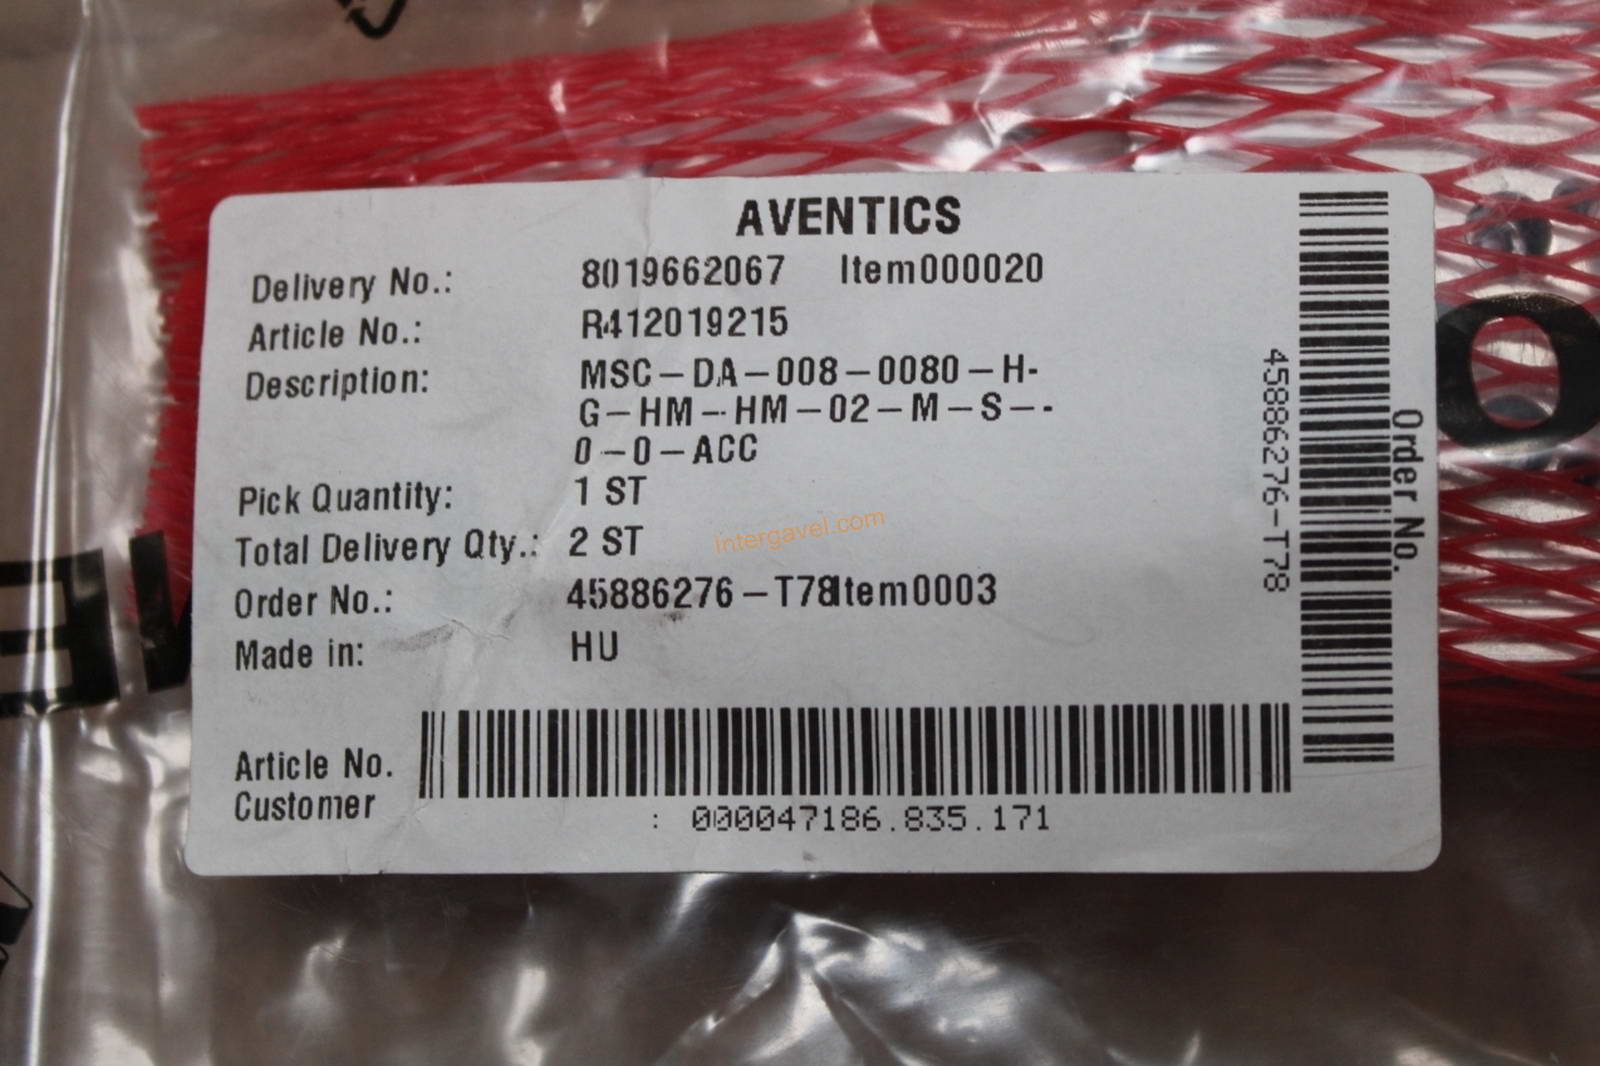 AVENTICS
Delivery No.: 8019662067 Item000020
Article No.: R412019215
Description: MSC-DA-008-0080-H-
G-HM-HM-02-M-S--
0-0-ACC
Pick Quantity: 1 ST
Total Delivery Qty.: 2 ST
Order No.: 45886276-T78Item0003
Made in: HU
Article No.
Customer
: 000047186.835.171
Order No.
45886276-T78
Intergavel.com